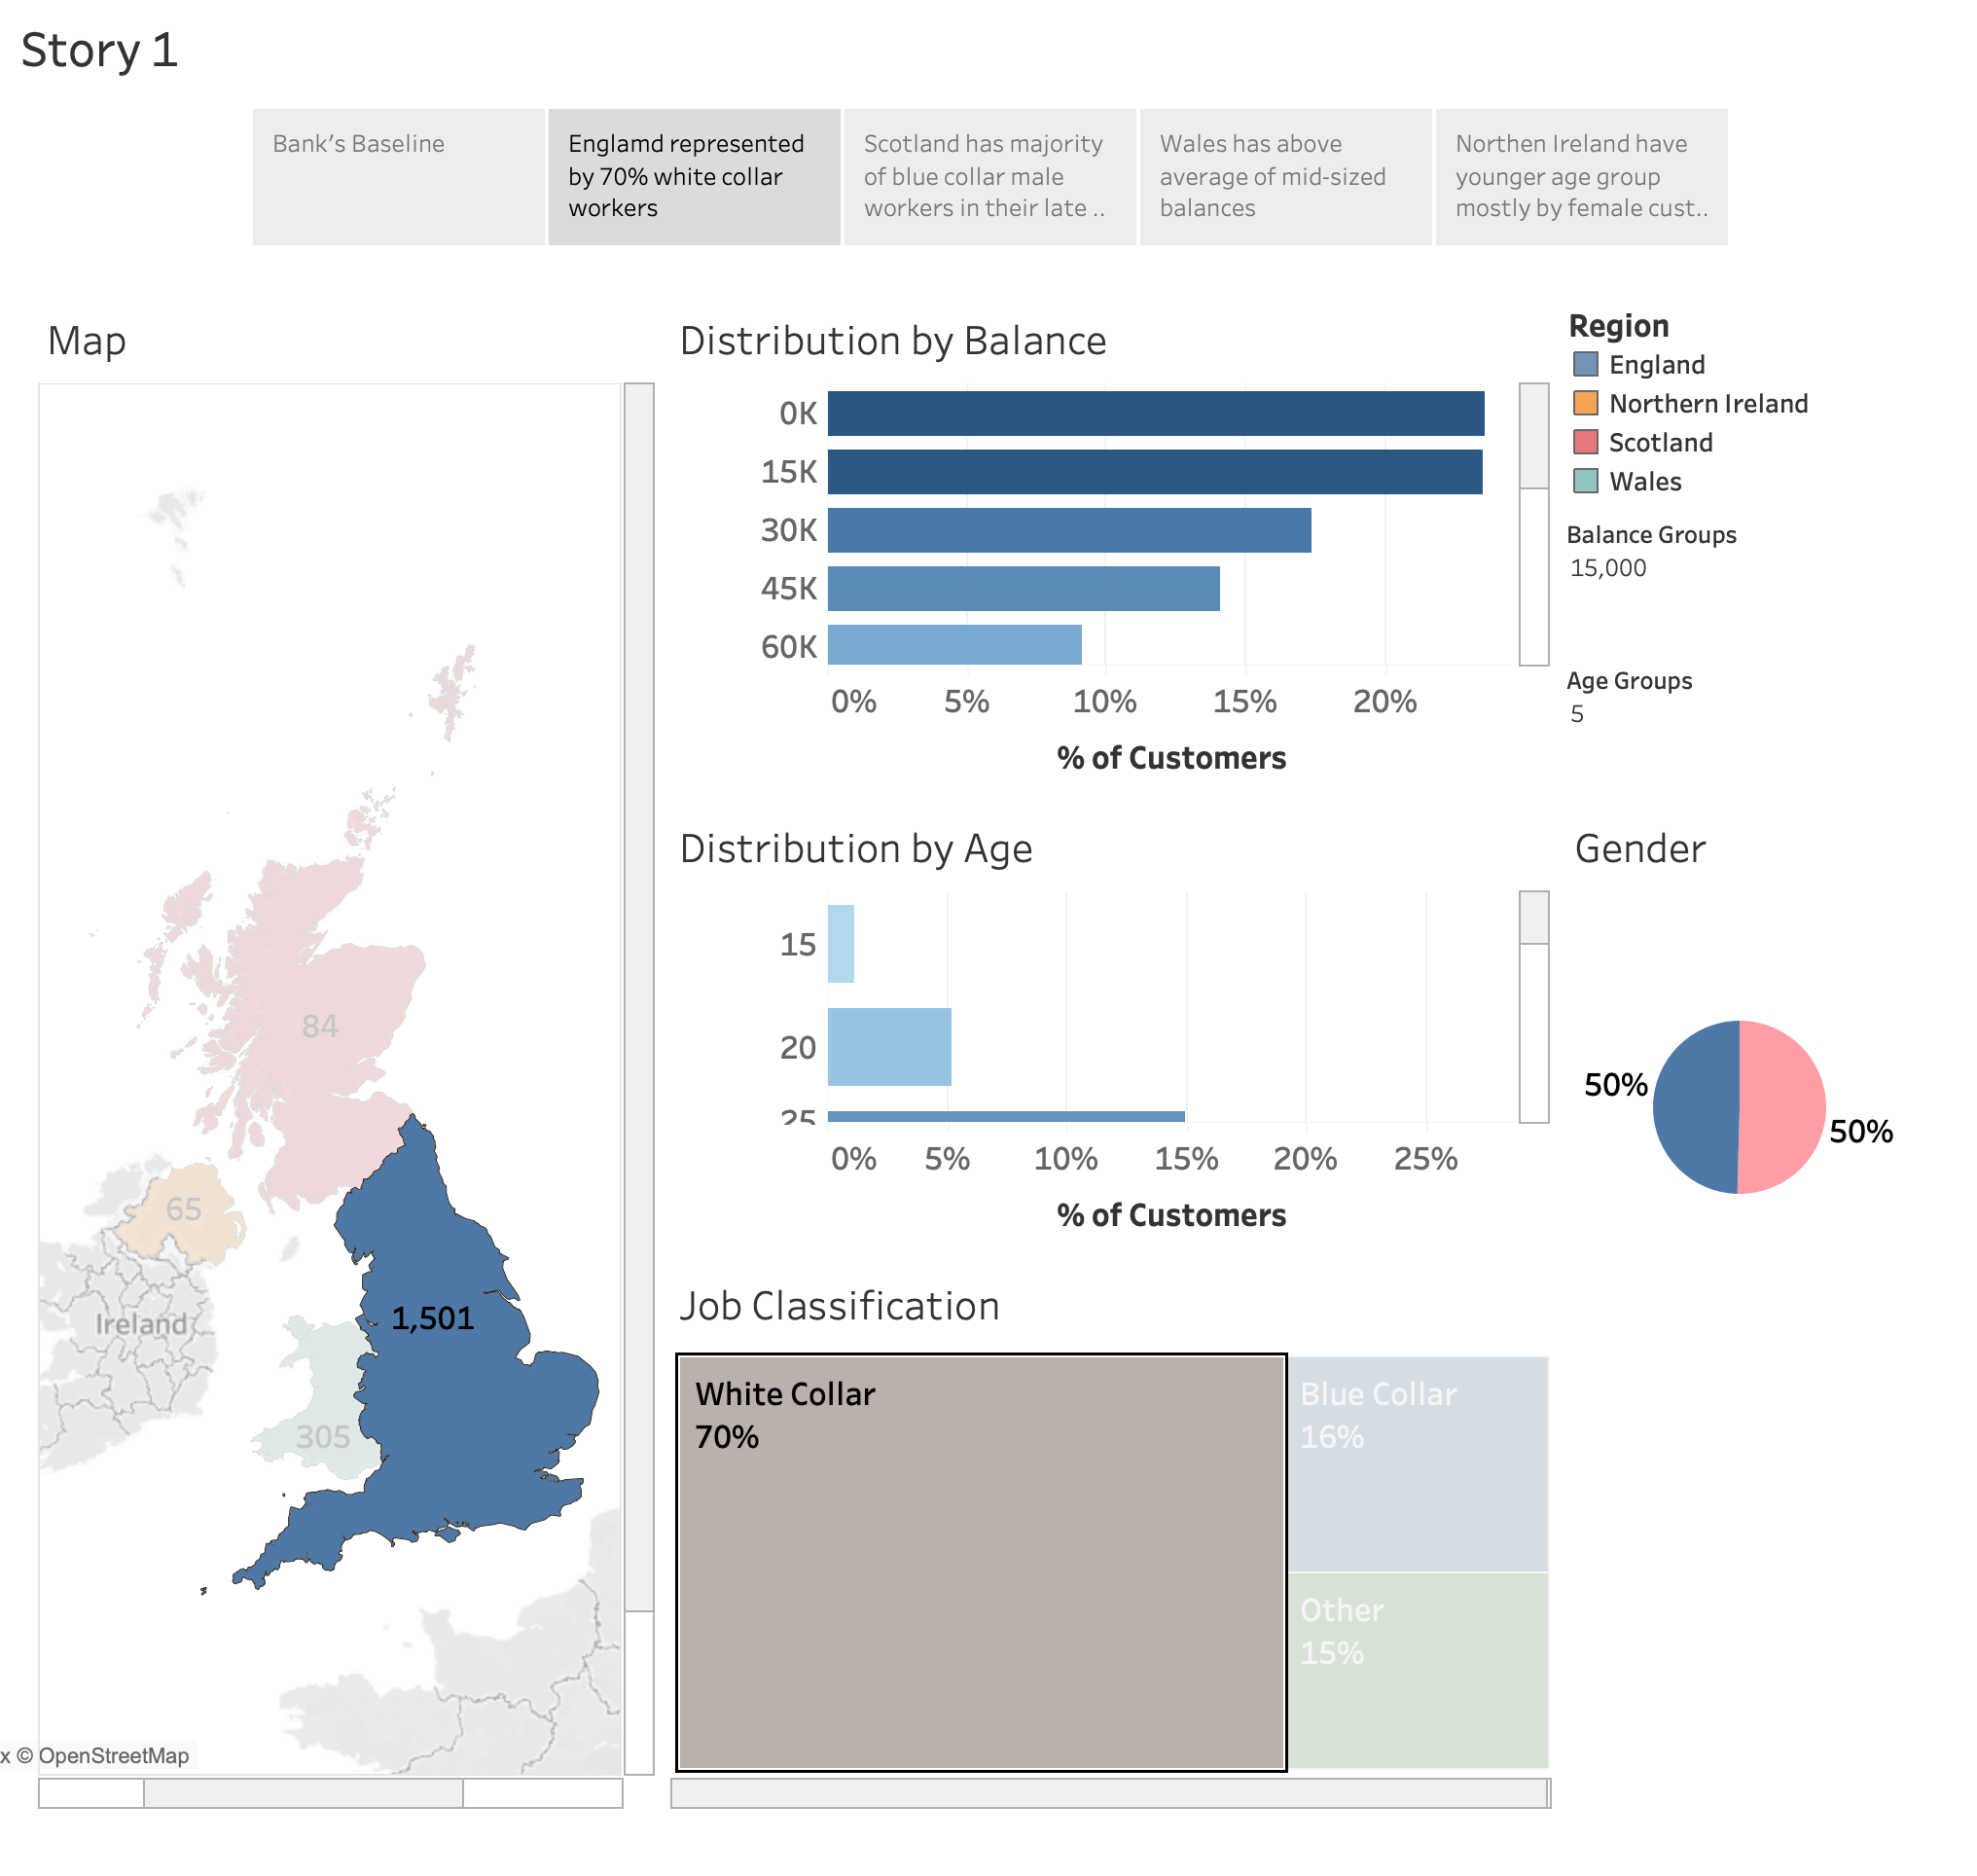 Story 1
Bank's Baseline
Englamd represented
by 70% white collar
workers
Scotland has majority
of blue collar male
workers in their late ..
Wales has above
average of mid-sized
balances
Northen Ireland have
younger age group
mostly by female cust..
Map
84
65
Ireland
1,501
305
x © OpenStreetMap
Distribution by Balance
0K
15K
30K
45K
60K
0% 5% 10% 15% 20%
% of Customers
Region
England
Northern Ireland
Scotland
Wales
Balance Groups
15,000
Age Groups
5
Distribution by Age
15
20
25
0% 5% 10% 15% 20% 25%
% of Customers
Gender
50%
50%
Job Classification
White Collar
70%
Blue Collar
16%
Other
15%